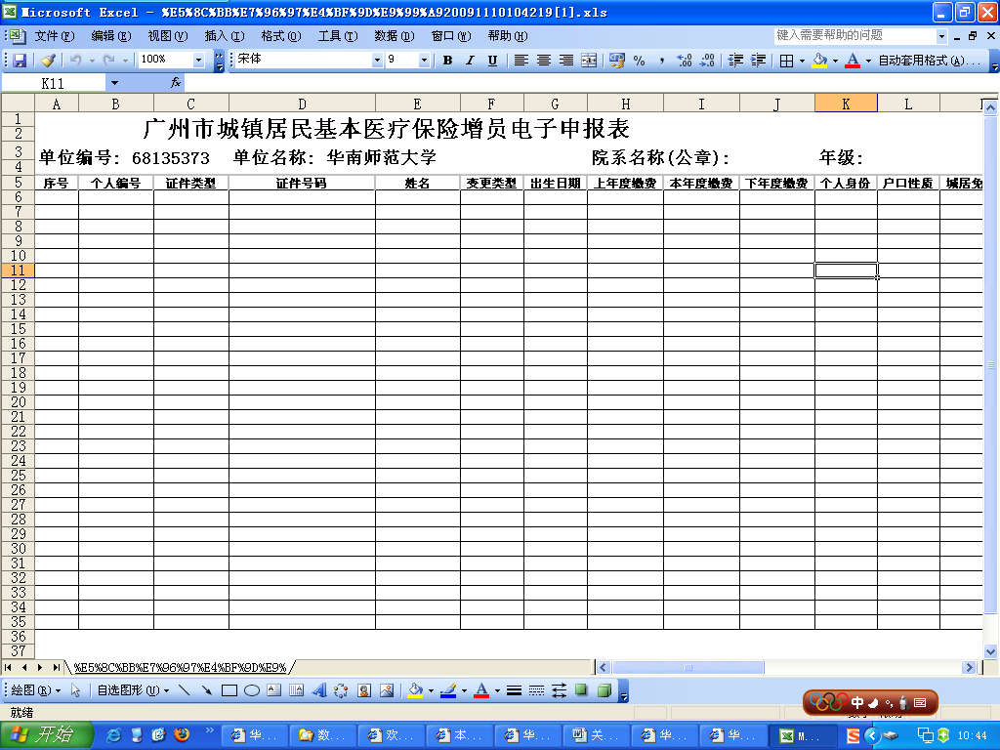 Microsoft Excel - %E5%8C%BB%E7%96%97%E4%BF%9D%E9%99%A920091110104219[1].xls
文件(F) 编辑(E) 视图(V) 插入(I) 格式(O) 工具(T) 数据(D) 窗口(W) 帮助(H) 键入需要帮助的问题
100% 宋体 9 B I U % 自动套用格式(A)...
K11 fx
A B C D E F G H I J K L
1 广州市城镇居民基本医疗保险增员电子申报表
2
3 单位编号: 68135373 单位名称: 华南师范大学 院系名称(公章): 年级:
4
5 序号 个人编号 证件类型 证件号码 姓名 变更类型 出生日期 上年度缴费 本年度缴费 下年度缴费 个人身份 户口性质 城居免
6
7
8
9
10
11
12
13
14
15
16
17
18
19
20
21
22
23
24
25
26
27
28
29
30
31
32
33
34
35
36
37
%E5%8C%BB%E7%96%97%E4%BF%9D%E9%
绘图(R) 自选图形(U) A
就绪 中
开始 华... 数... 欢... 本... 华... 关... 华... 华... M... 10:44